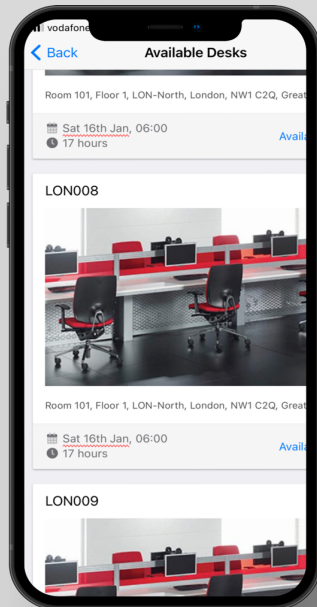 vodafone
Back
Available Desks
Room 101, Floor 1, LON-North, London, NW1 C2Q, Great
Sat 16th Jan, 06:00
Availa
17 hours
LON008
Room 101, Floor 1, LON-North, London, NW1 C2Q, Great
Sat 16th Jan, 06:00
Availa
17 hours
LON009